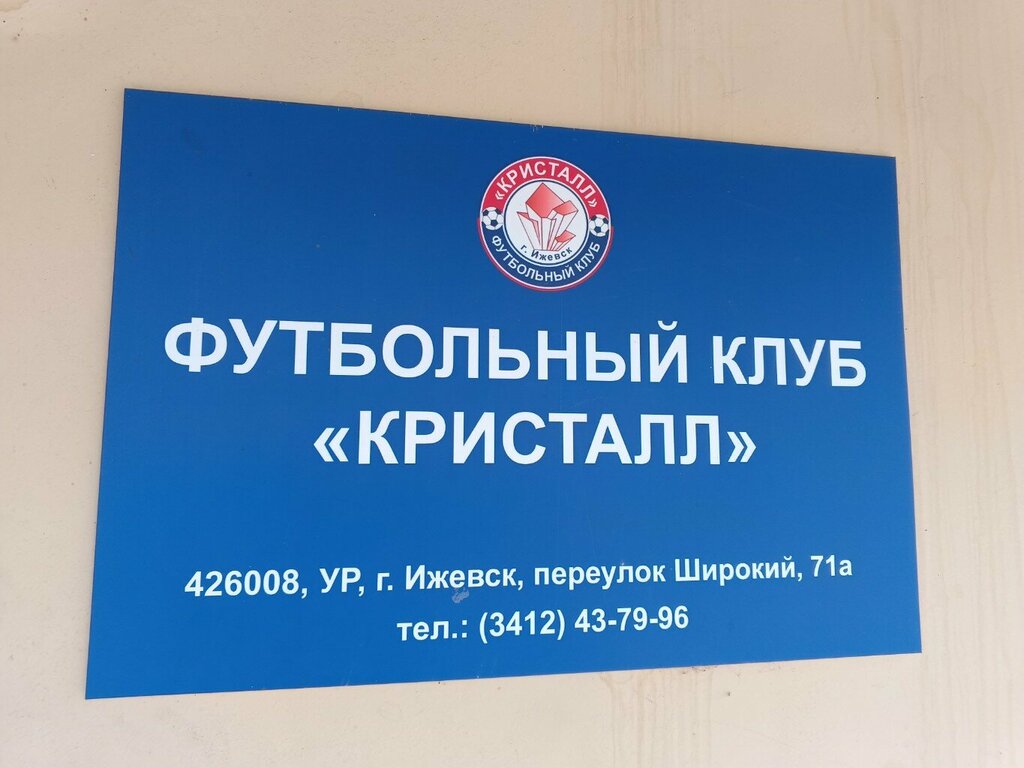 «КРИСТАЛЛ»
г. Ижевск
ФУТБОЛЬНЫЙ КЛУБ
ФУТБОЛЬНЫЙ КЛУБ
«КРИСТАЛЛ»
426008, УР, г. Ижевск, переулок Широкий, 71а
тел.: (3412) 43-79-96